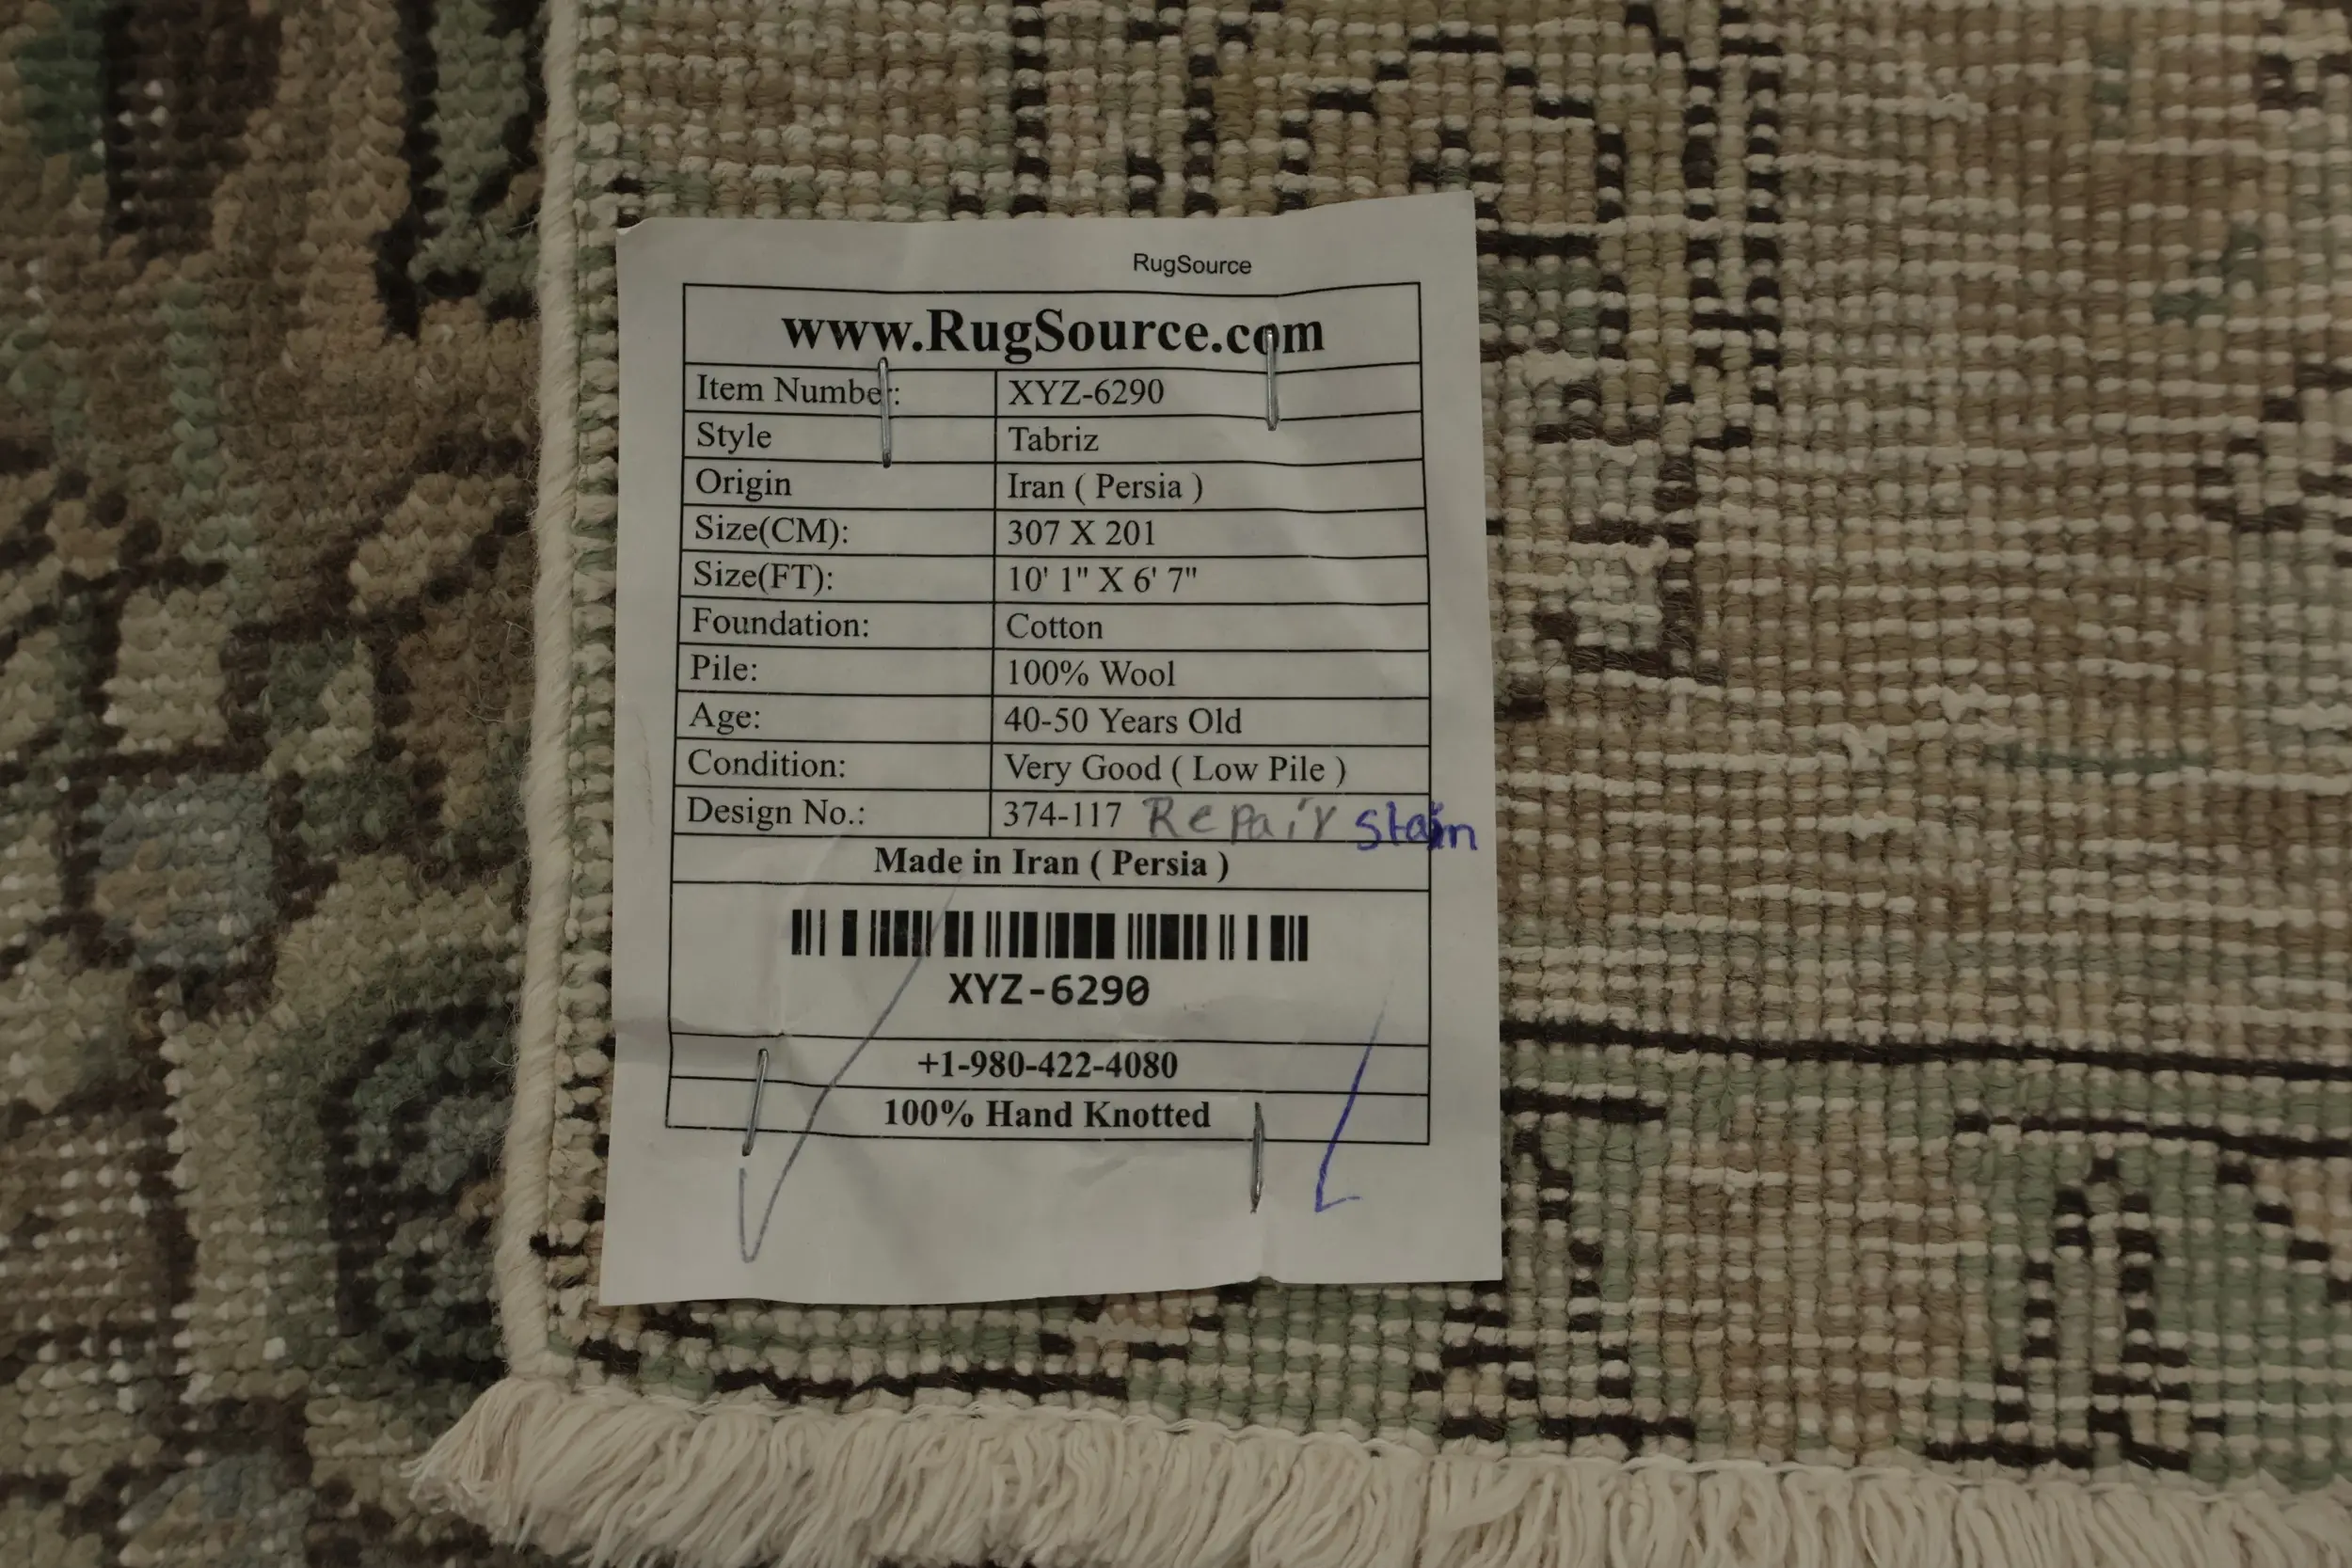 RugSource
www.RugSource.com
Item Number: XYZ-6290
Style Tabriz
Origin Iran ( Persia )
Size(CM): 307 X 201
Size(FT): 10' 1" X 6' 7"
Foundation: Cotton
Pile: 100% Wool
Age: 40-50 Years Old
Condition: Very Good ( Low Pile )
Design No.: 374-117 Repair Stain
Made in Iran ( Persia )
XYZ-6290
+1-980-422-4080
100% Hand Knotted